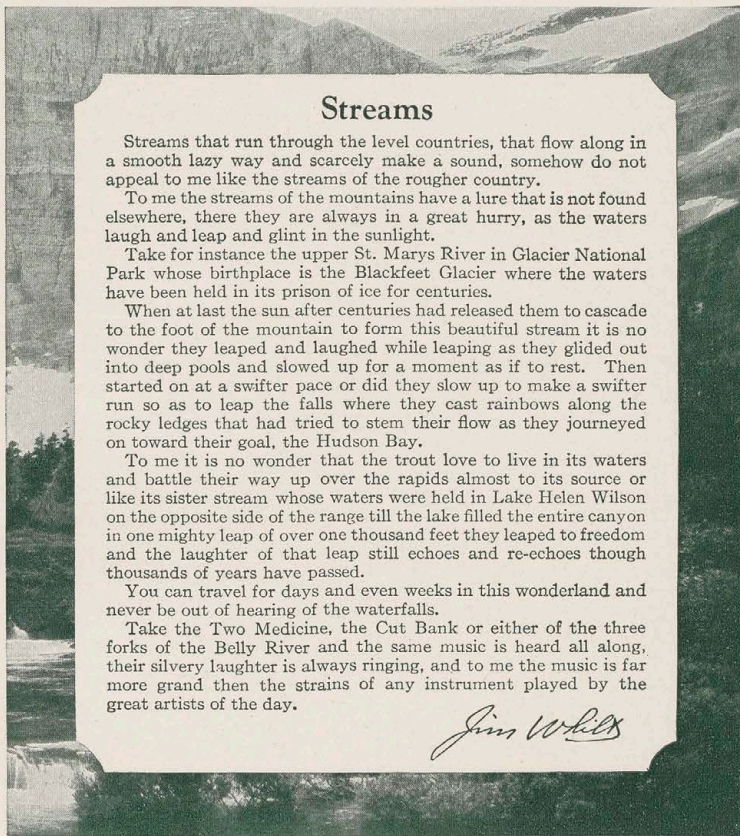 Streams
Streams that run through the level countries, that flow along in
a smooth lazy way and scarcely make a sound, somehow do not
appeal to me like the streams of the rougher country.
To me the streams of the mountains have a lure that is not found
elsewhere, there they are always in a great hurry, as the waters
laugh and leap and glint in the sunlight.
Take for instance the upper St. Marys River in Glacier National
Park whose birthplace is the Blackfeet Glacier where the waters
have been held in its prison of ice for centuries.
When at last the sun after centuries had released them to cascade
to the foot of the mountain to form this beautiful stream it is no
wonder they leaped and laughed while leaping as they glided out
into deep pools and slowed up for a moment as if to rest. Then
started on at a swifter pace or did they slow up to make a swifter
run so as to leap the falls where they cast rainbows along the
rocky ledges that had tried to stem their flow as they journeyed
on toward their goal, the Hudson Bay.
To me it is no wonder that the trout love to live in its waters
and battle their way up over the rapids almost to its source or
like its sister stream whose waters were held in Lake Helen Wilson
on the opposite side of the range till the lake filled the entire canyon
in one mighty leap of over one thousand feet they leaped to freedom
and the laughter of that leap still echoes and re-echoes though
thousands of years have passed.
You can travel for days and even weeks in this wonderland and
never be out of hearing of the waterfalls.
Take the Two Medicine, the Cut Bank or either of the three
forks of the Belly River and the same music is heard all along,
their silvery laughter is always ringing, and to me the music is far
more grand then the strains of any instrument played by the
great artists of the day.
Jim Whilt